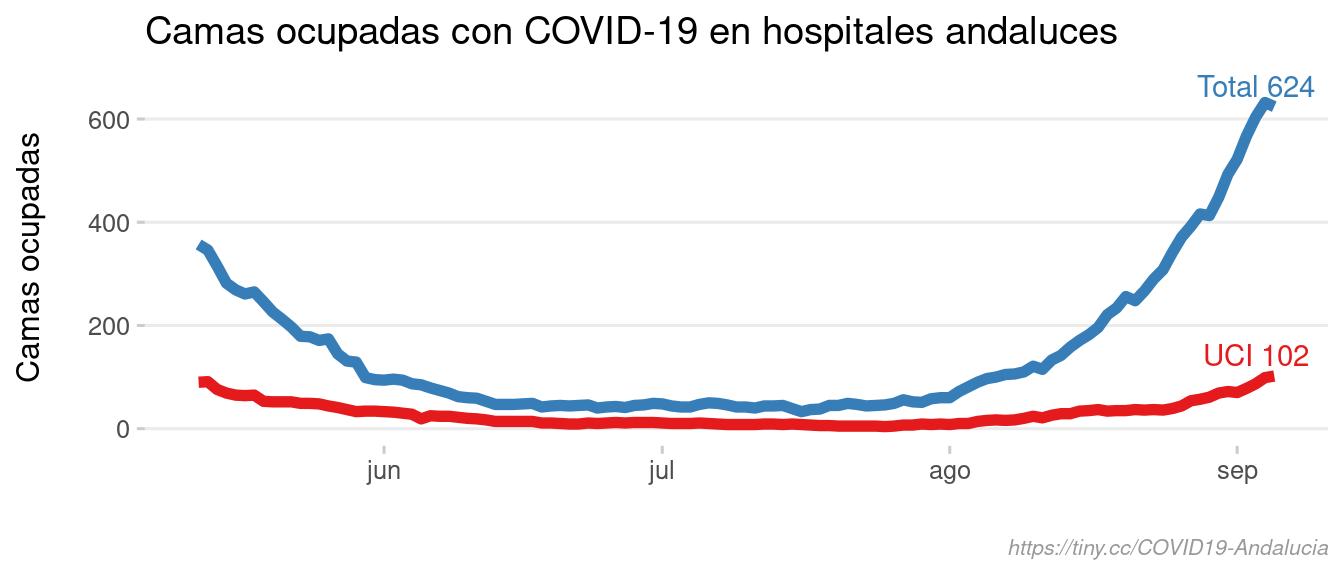 Camas ocupadas con COVID-19 en hospitales andaluces
Total 624
600
400
200
0
Camas ocupadas
UCI 102
jun
jul
ago
sep
https://tiny.cc/COVID19-Andalucia